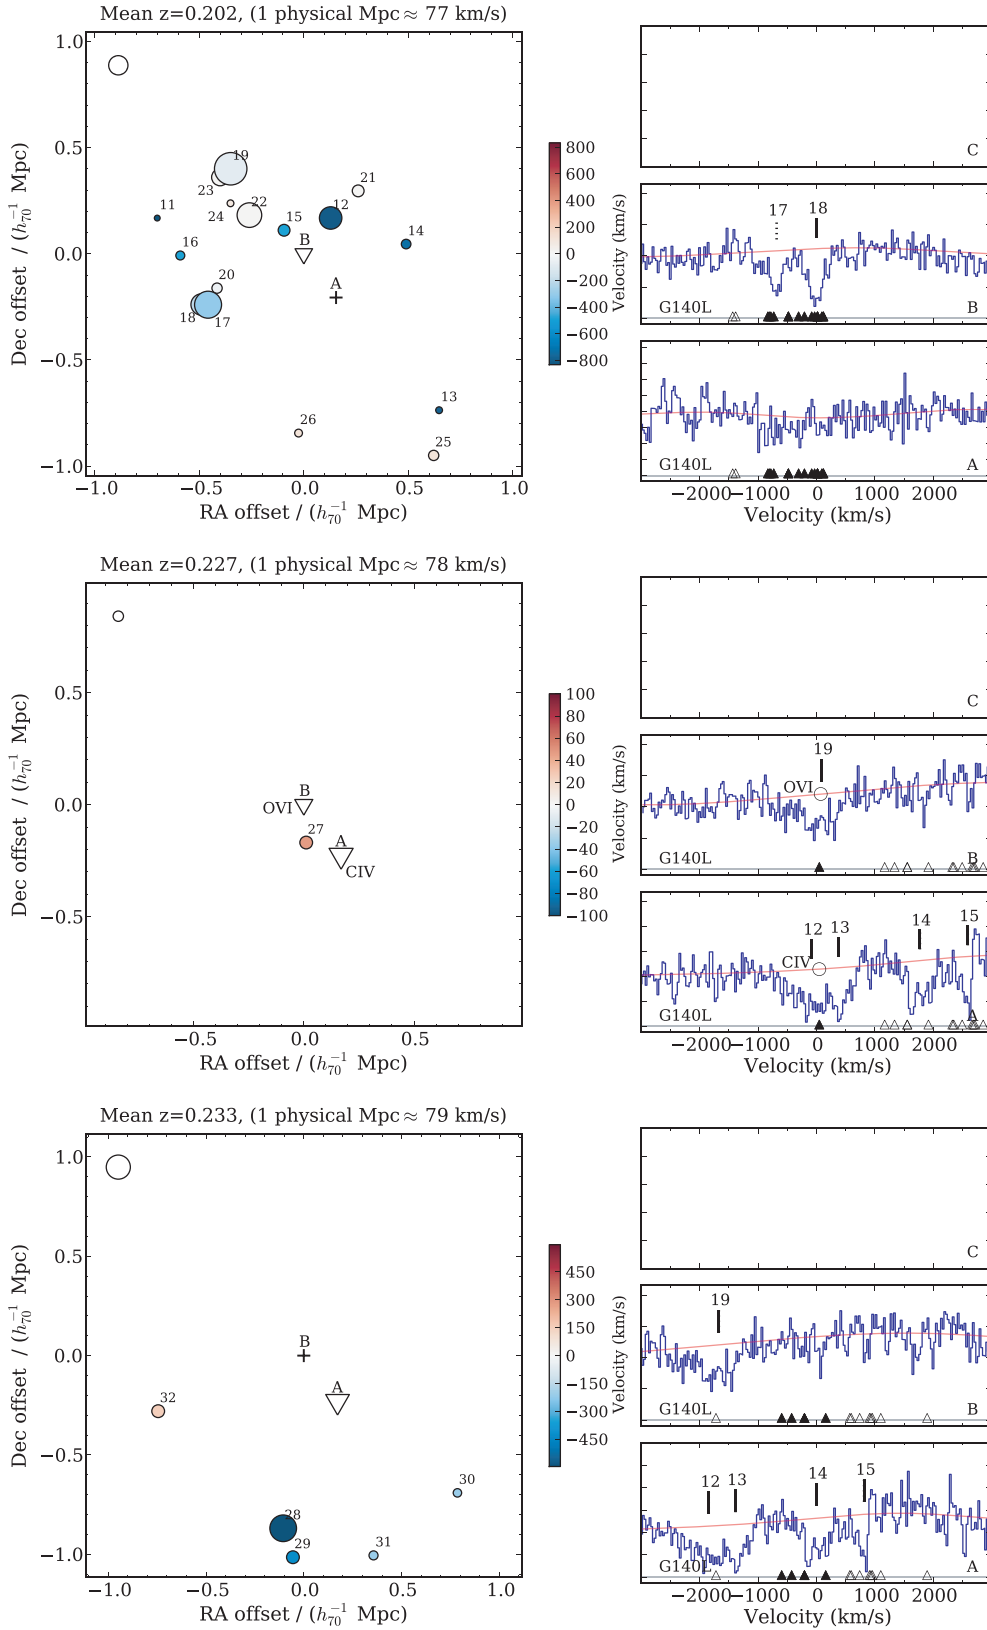 Mean z=0.202, (1 physical Mpc≈ 77 km/s)
1.0
0.5
0.0
−0.5
−1.0
Dec offset / (h₇₀⁻¹ Mpc)
19
23
24
22
11
16
15
12
21
14
B
A
20
18
17
13
26
25
−1.0
−0.5
0.0
0.5
1.0
RA offset / (h₇₀⁻¹ Mpc)
800
600
400
200
0
−200
−400
−600
−800
Velocity (km/s)
C
17
18
G140L
B
G140L
A
−2000
−1000
0
1000
2000
Velocity (km/s)
Mean z=0.227, (1 physical Mpc≈ 78 km/s)
0.5
0.0
−0.5
Dec offset / (h₇₀⁻¹ Mpc)
B
OVI
27
A
CIV
−0.5
0.0
0.5
RA offset / (h₇₀⁻¹ Mpc)
100
80
60
40
20
0
−20
−40
−60
−80
−100
Velocity (km/s)
C
19
OVI
G140L
B
12
13
14
15
CIV
G140L
A
−2000
−1000
0
1000
2000
Velocity (km/s)
Mean z=0.233, (1 physical Mpc≈ 79 km/s)
1.0
0.5
0.0
−0.5
−1.0
Dec offset / (h₇₀⁻¹ Mpc)
B
A
32
28
29
30
31
−1.0
−0.5
0.0
0.5
1.0
RA offset / (h₇₀⁻¹ Mpc)
450
300
150
0
−150
−300
−450
Velocity (km/s)
C
19
G140L
B
12
13
14
15
G140L
A
−2000
−1000
0
1000
2000
Velocity (km/s)